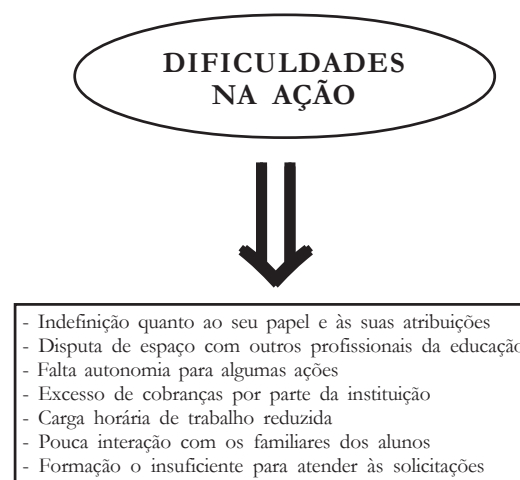 DIFICULDADES
NA AÇÃO
- Indefinição quanto ao seu papel e às suas atribuições
- Disputa de espaço com outros profissionais da educação
- Falta autonomia para algumas ações
- Excesso de cobranças por parte da instituição
- Carga horária de trabalho reduzida
- Pouca interação com os familiares dos alunos
- Formação o insuficiente para atender às solicitações